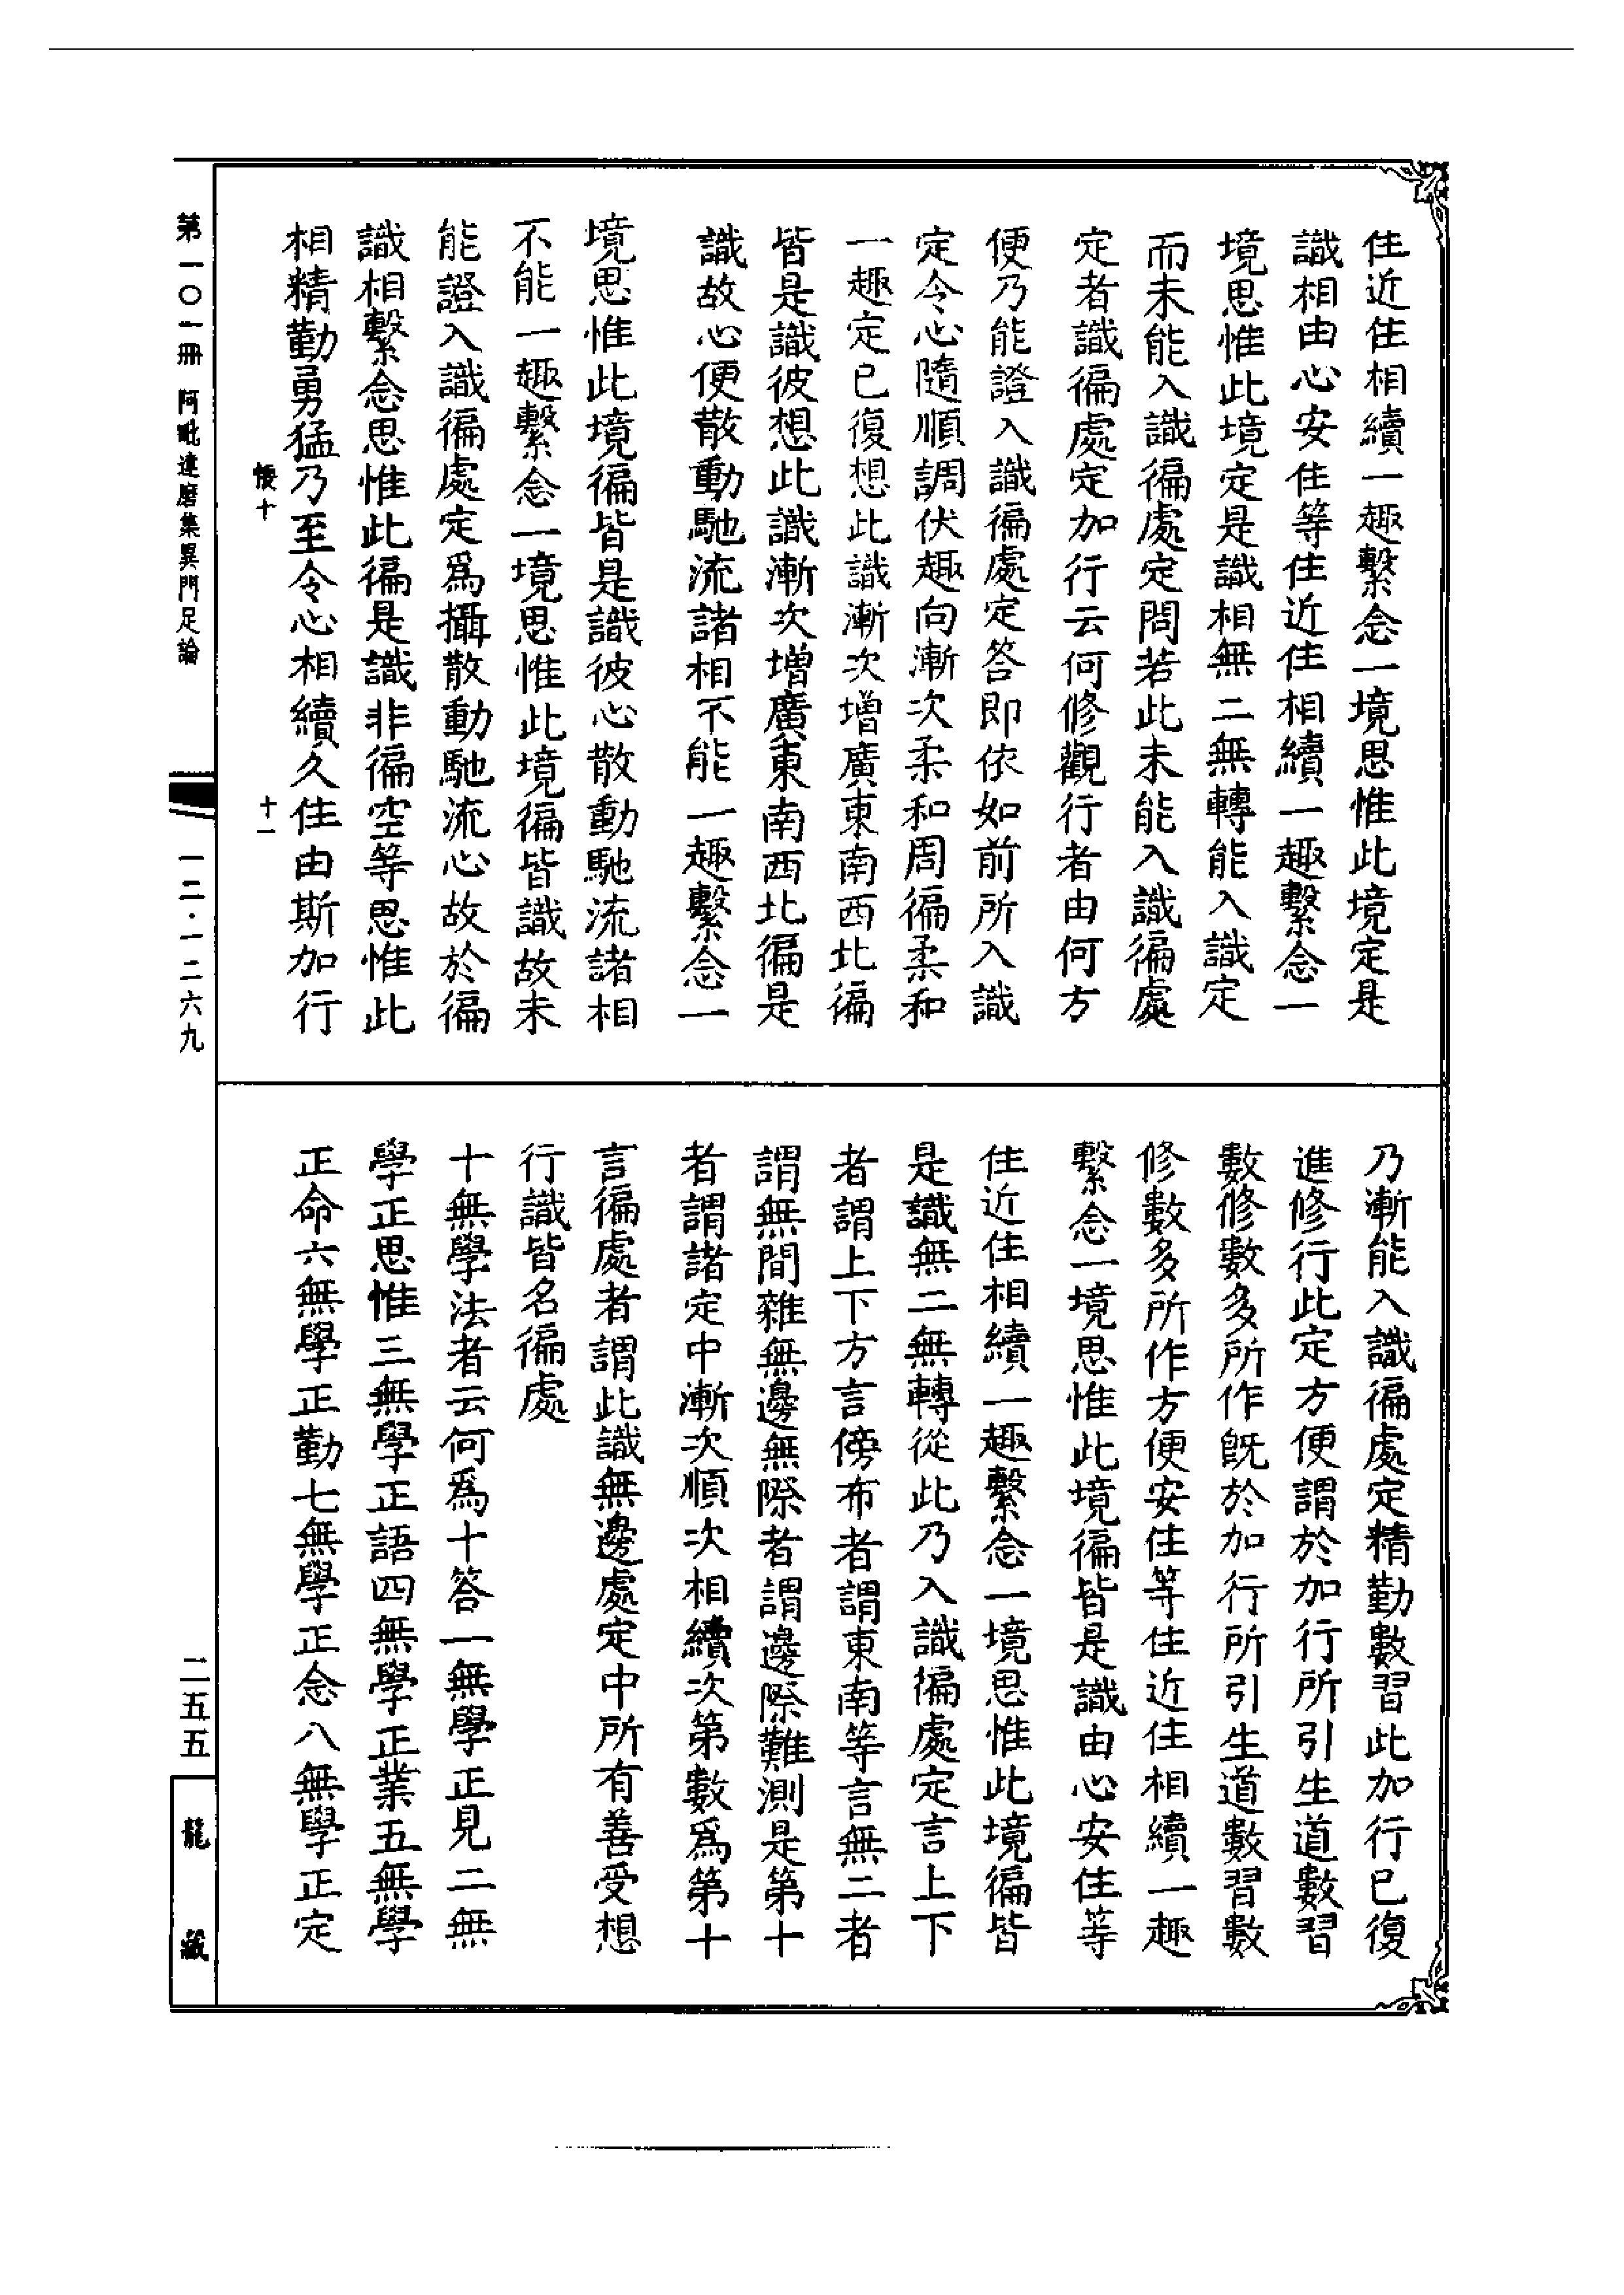 住近住相續一趣繫念一境思惟此境定是
識相由心安住等住近住相續一趣繫念一
境思惟此境定是識相無二無轉能入識定
而未能入識徧處定問若此未能入識徧處
定者識徧處定加行云何修觀行者由何方
便乃能證入識徧處定答即依如前所入識
定令心隨順調伏趣向漸次柔和周徧柔和
一趣定已復想此識漸次增廣東南西北徧
皆是識彼想此識漸次增廣東南西北徧是
識故心便散動馳流諸相不能一趣繫念一
境思惟此境徧皆是識彼心散動馳流諸相
不能一趣繫念一境思惟此境徧皆識故未
能證入識徧處定爲攝散動馳流心故於徧
識相繫念思惟此徧是識非徧空等思惟此
相精勤勇猛乃至令心相續久住由斯加行
帳十
十一
乃漸能入識徧處定精勤數習此加行已復
進修行此定方便謂於加行所引生道數習
數修數多所作旣於加行所引生道數習數
修數多所作方便安住等住近住相續一趣
繫念一境思惟此境徧皆是識由心安住等
住近住相續一趣繫念一境思惟此境徧皆
是識無二無轉從此乃入識徧處定言上下
者謂上下方言傍布者謂東南等言無二者
謂無間雜無邊無際者謂邊際難測是第十
者謂諸定中漸次順次相續次第數爲第十
言徧處者謂此識無邊處定中所有善受想
行識皆名徧處
十無學法者云何爲十答一無學正見二無
學正思惟三無學正語四無學正業五無學
正命六無學正勤七無學正念八無學正定
第一〇一冊 阿毗達磨集異門足論
一二·一二六九
二五五
龍藏